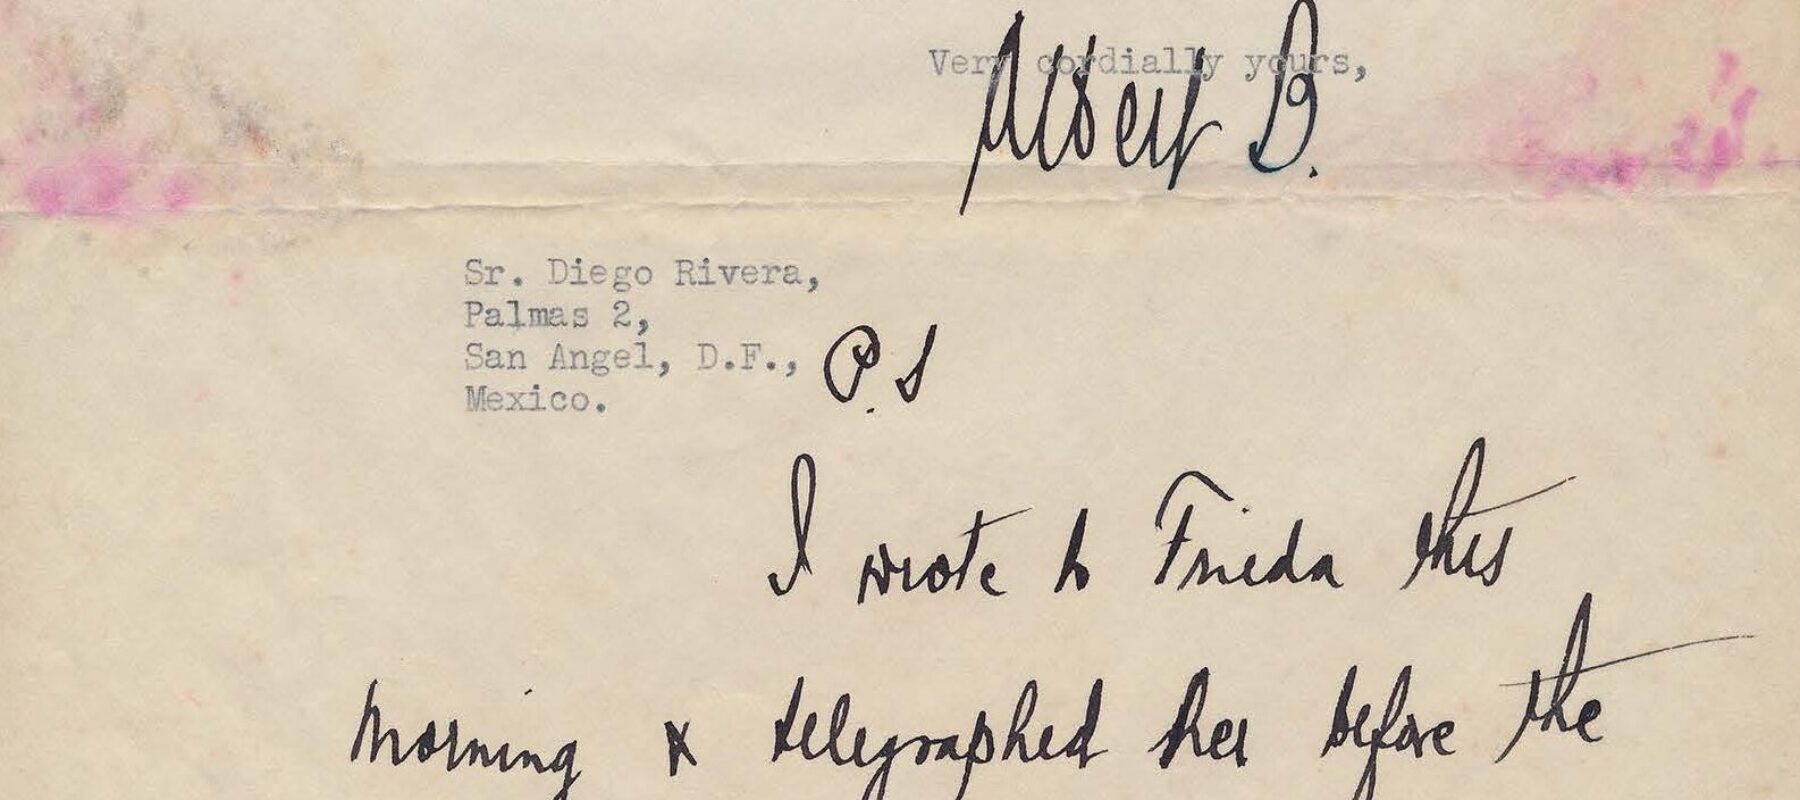 Very cordially yours,
Albert B.
Sr. Diego Rivera,
Palmas 2,
San Angel, D.F.,
Mexico.
P.S
I wrote to Frieda this
morning & telegraphed her before the